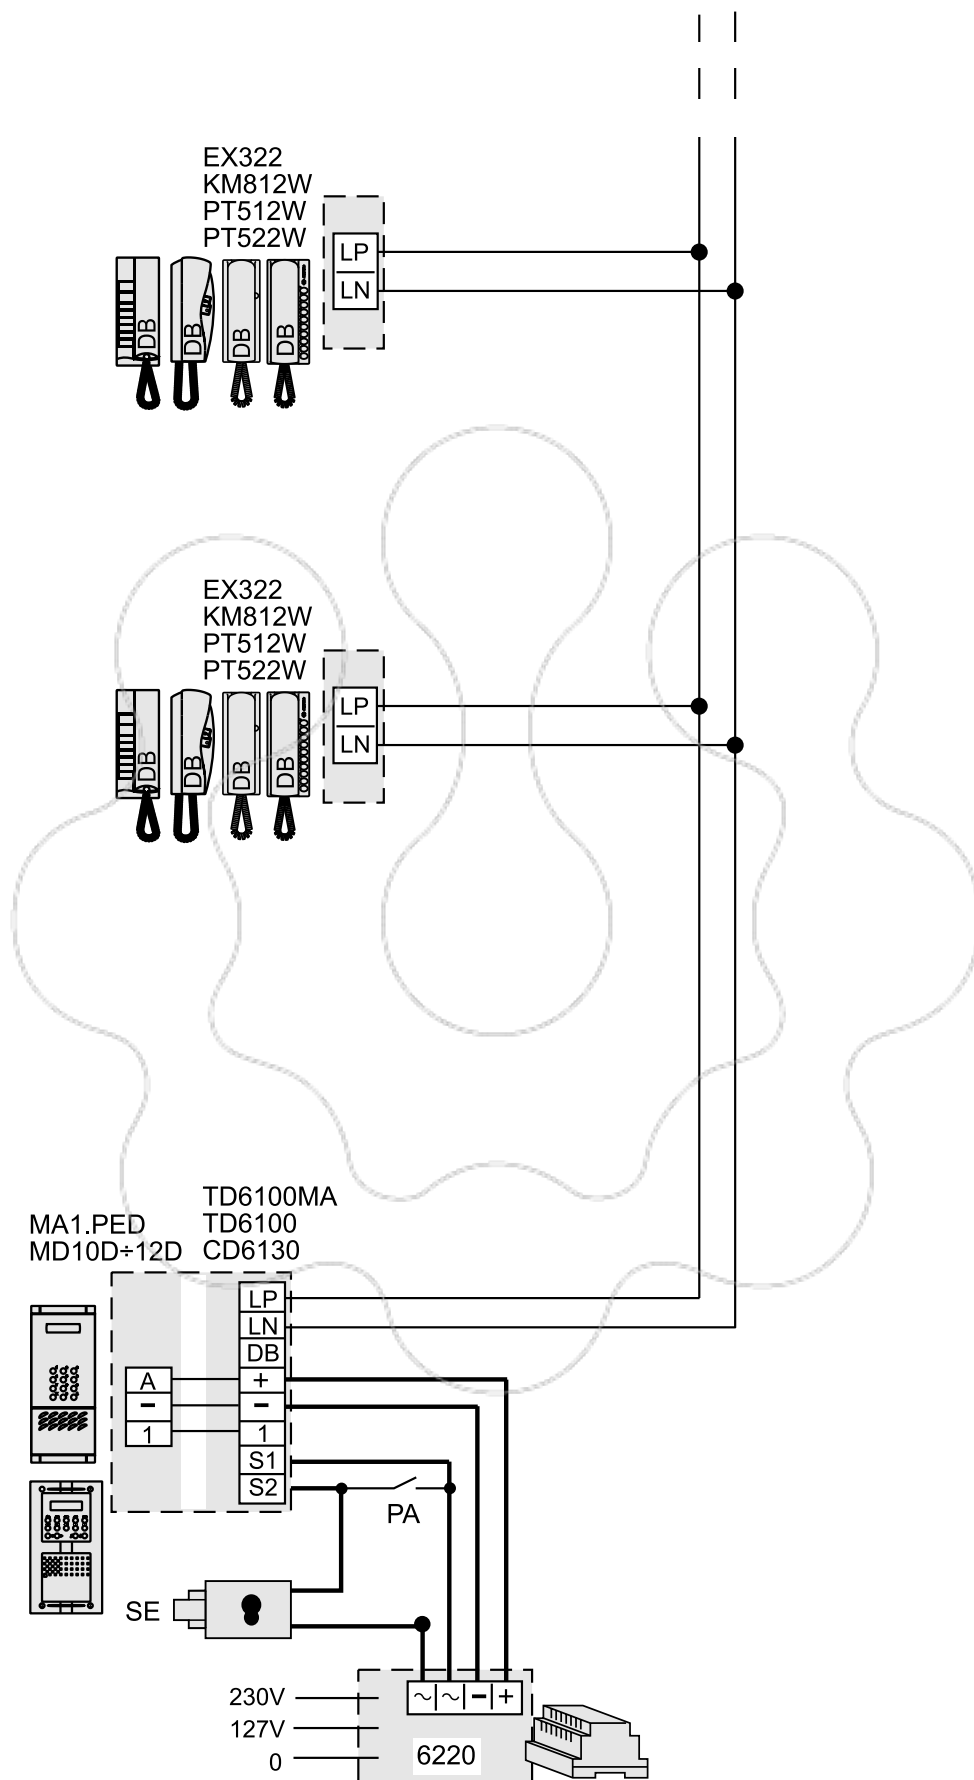 EX322
KM812W
PT512W
PT522W
LP
LN
DB
DB
DB
DB
EX322
KM812W
PT512W
PT522W
LP
LN
DB
DB
DB
DB
MA1.PED
MD10D÷12D
TD6100MA
TD6100
CD6130
LP
LN
DB
A
+
-
-
1
1
S1
S2
PA
SE
~ ~ - +
230V
127V
0
6220